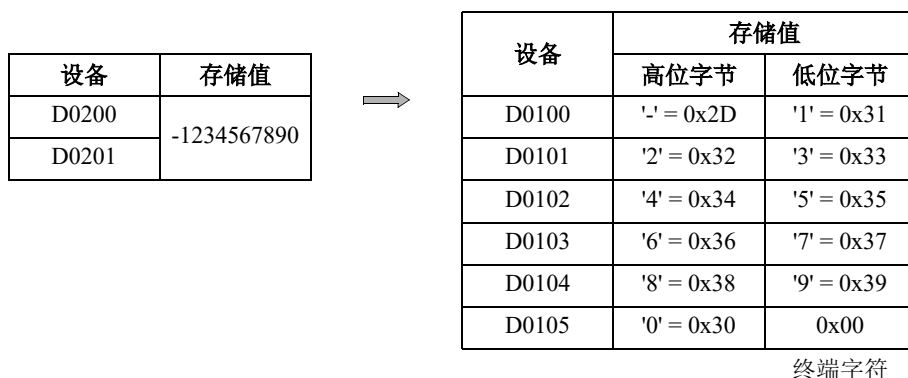 设备 存储值
D0200 -1234567890
D0201
设备 存储值
高位字节 低位字节
D0100 '-' = 0x2D '1' = 0x31
D0101 '2' = 0x32 '3' = 0x33
D0102 '4' = 0x34 '5' = 0x35
D0103 '6' = 0x36 '7' = 0x37
D0104 '8' = 0x38 '9' = 0x39
D0105 '0' = 0x30 0x00
终端字符